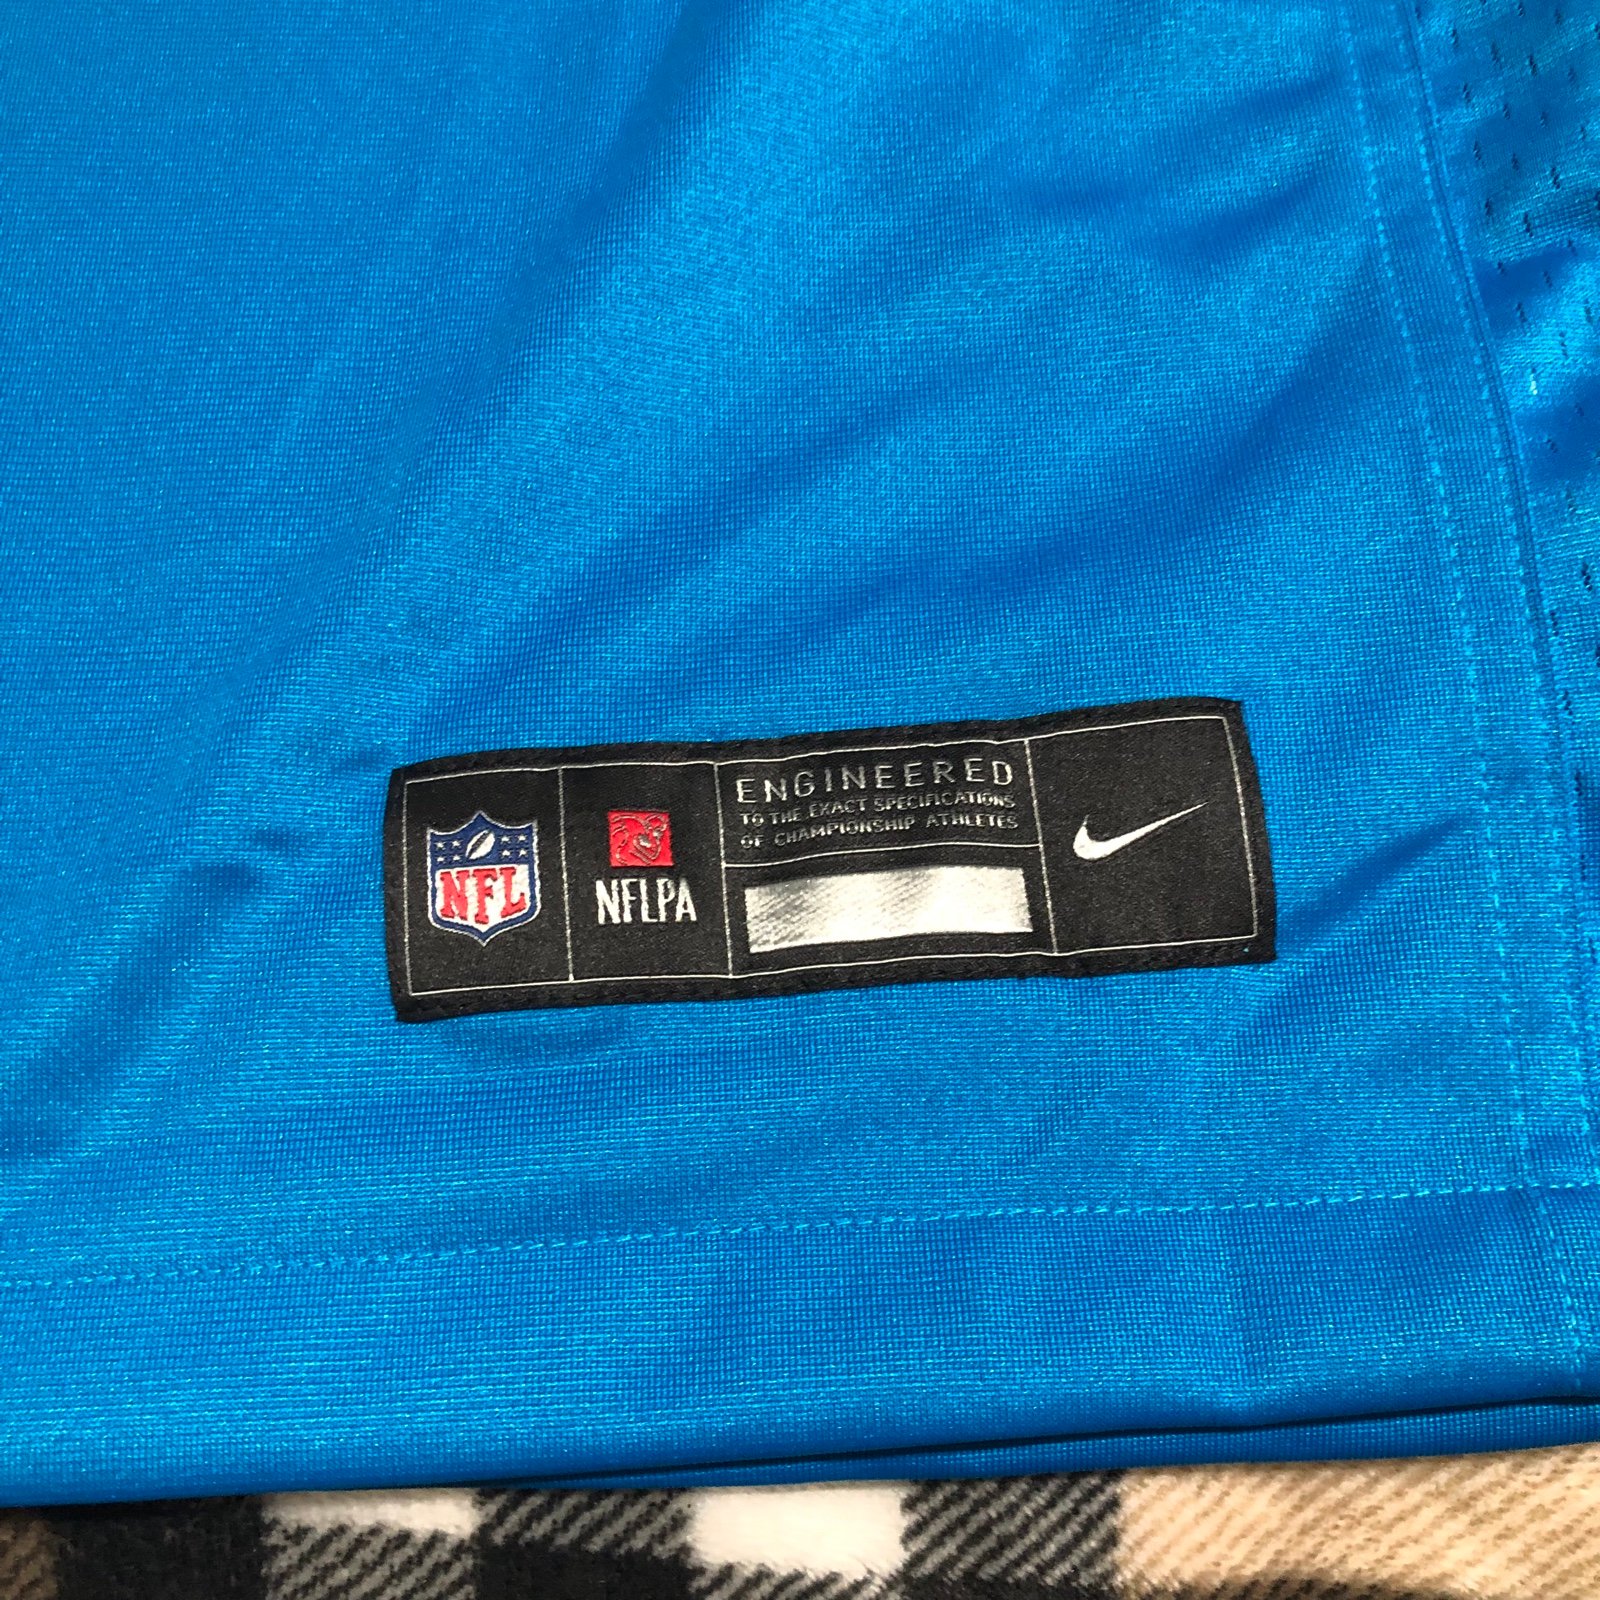 NFL
NFLPA
ENGINEERED
TO THE EXACT SPECIFICATIONS
OF CHAMPIONSHIP ATHLETES